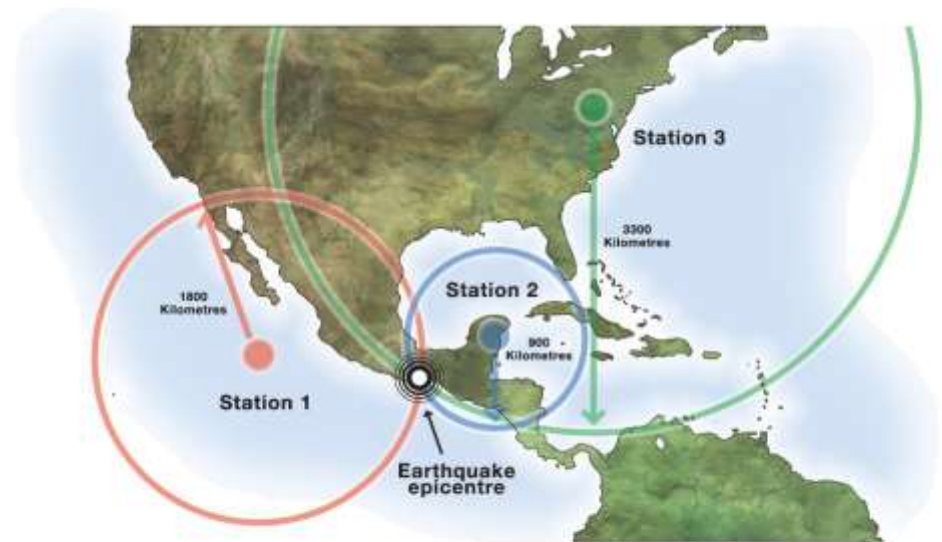 Station 3
3300
Kilometres
Station 2
1800
Kilometres
900
Kilometres
Station 1
Earthquake
epicentre